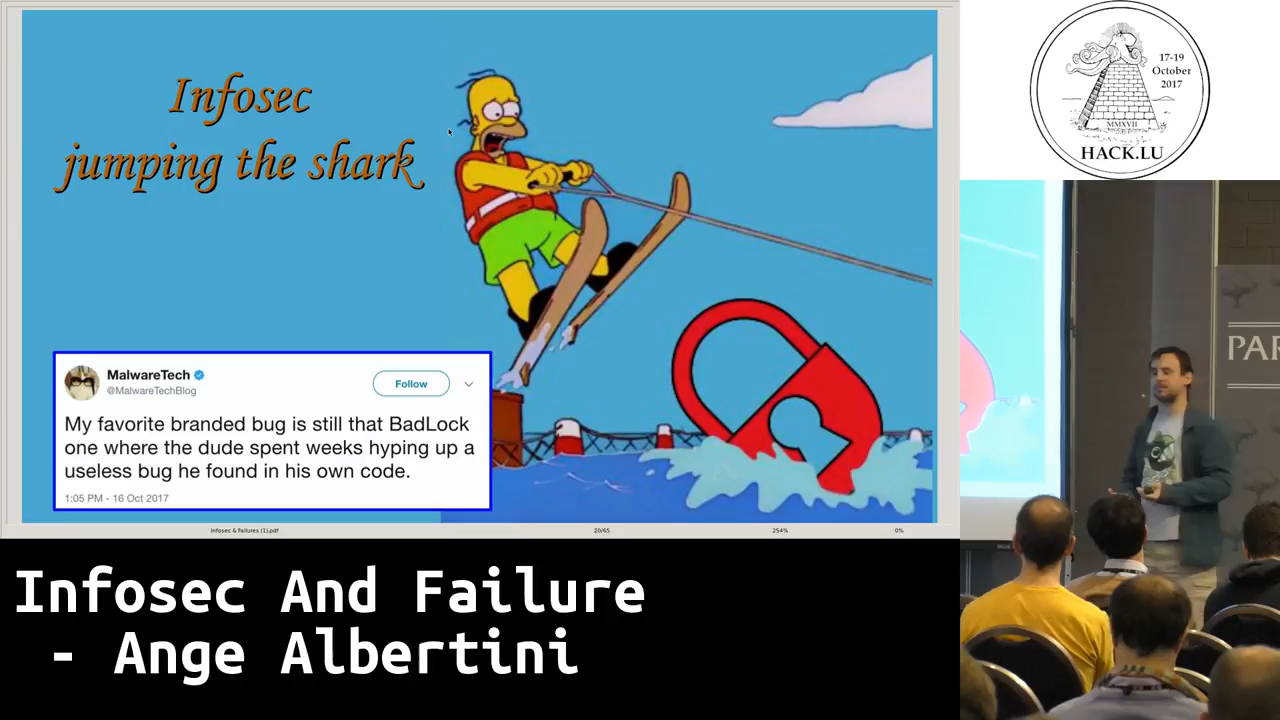 Infosec
jumping the shark
MalwareTech
@MalwareTechBlog
Follow
My favorite branded bug is still that BadLock
one where the dude spent weeks hyping up a
useless bug he found in his own code.
1:05 PM - 16 Oct 2017
Infosec & Failures (1).pdf
20/65
254%
0%
17-19
October
2017
MMXVII
HACK.LU
PAR
Infosec And Failure
- Ange Albertini